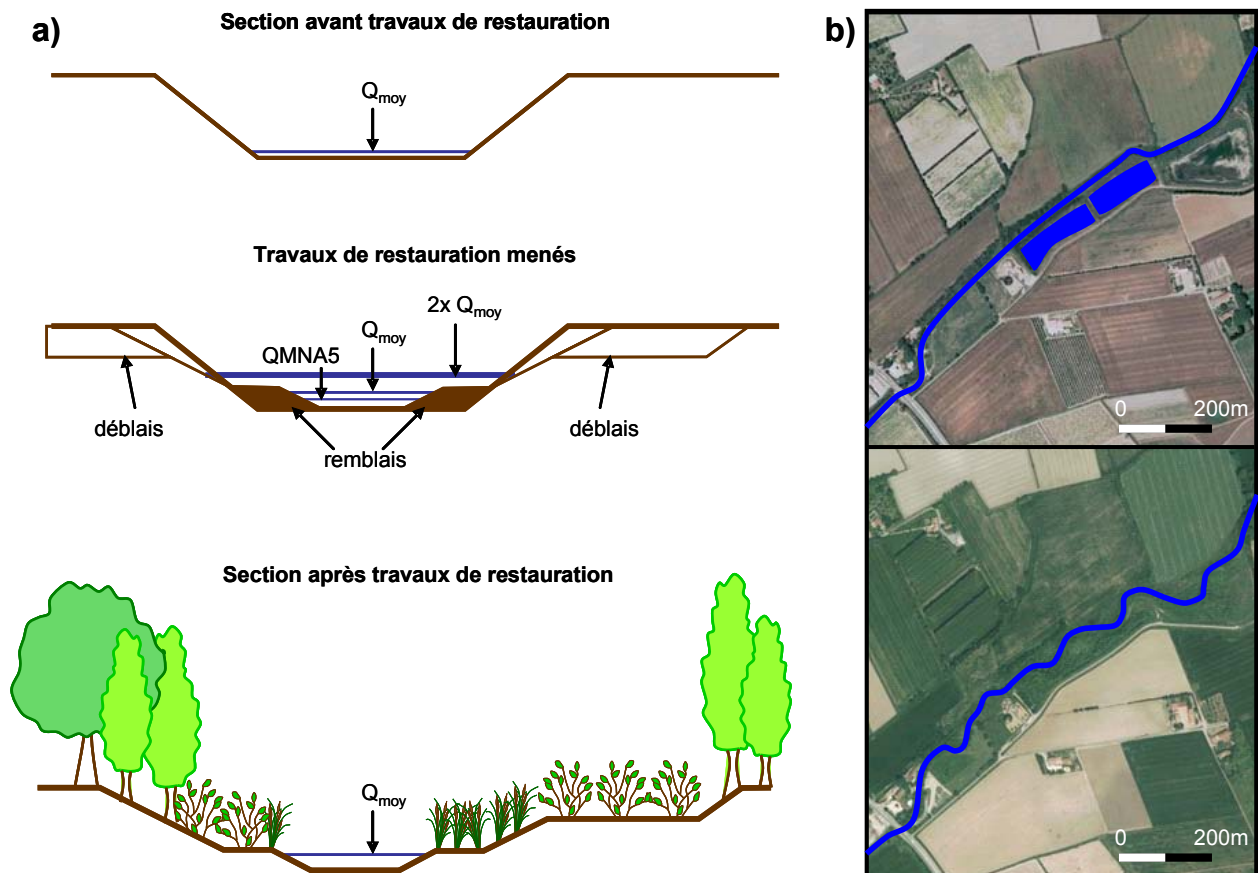 a)
Section avant travaux de restauration
Qmoy
Travaux de restauration menés
2x Qmoy
Qmoy
QMNA5
déblais
remblais
déblais
Section après travaux de restauration
Qmoy
b)
0 200m
0 200m